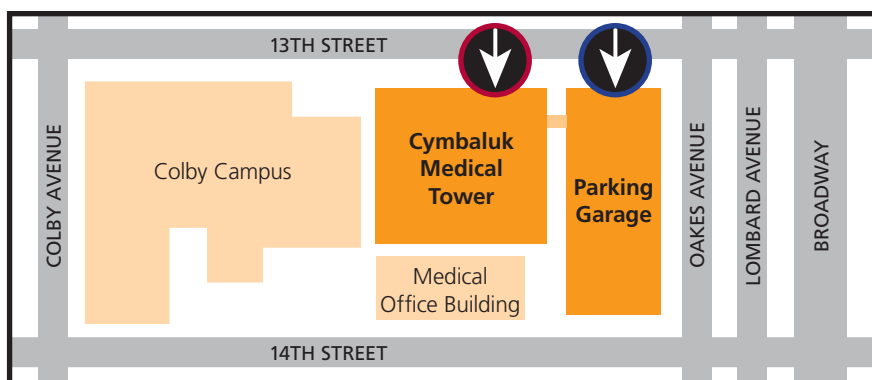 13TH STREET
COLBY AVENUE
Colby Campus
Cymbaluk
Medical
Tower
Parking
Garage
OAKES AVENUE
LOMBARD AVENUE
BROADWAY
Medical
Office Building
14TH STREET